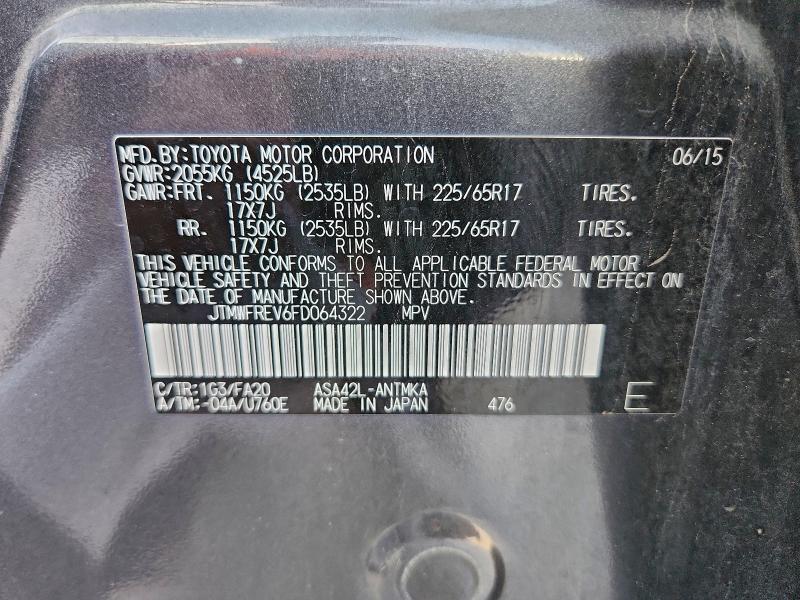 MFD.BY:TOYOTA MOTOR CORPORATION 06/15
GVWR:2055KG (4525LB)
GAWR:FRT. 1150KG (2535LB) WITH 225/65R17 TIRES.
17X7J RIMS.
RR. 1150KG (2535LB) WITH 225/65R17 TIRES.
17X7J RIMS.
THIS VEHICLE CONFORMS TO ALL APPLICABLE FEDERAL MOTOR
VEHICLE SAFETY AND THEFT PREVENTION STANDARDS IN EFFECT ON
THE DATE OF MANUFACTURE SHOWN ABOVE.
JTMWFREV6FD064322 MPV
C/TR:1G3/FA20 ASA42L-ANTMKA
A/TM:-04A/U760E MADE IN JAPAN 476 E